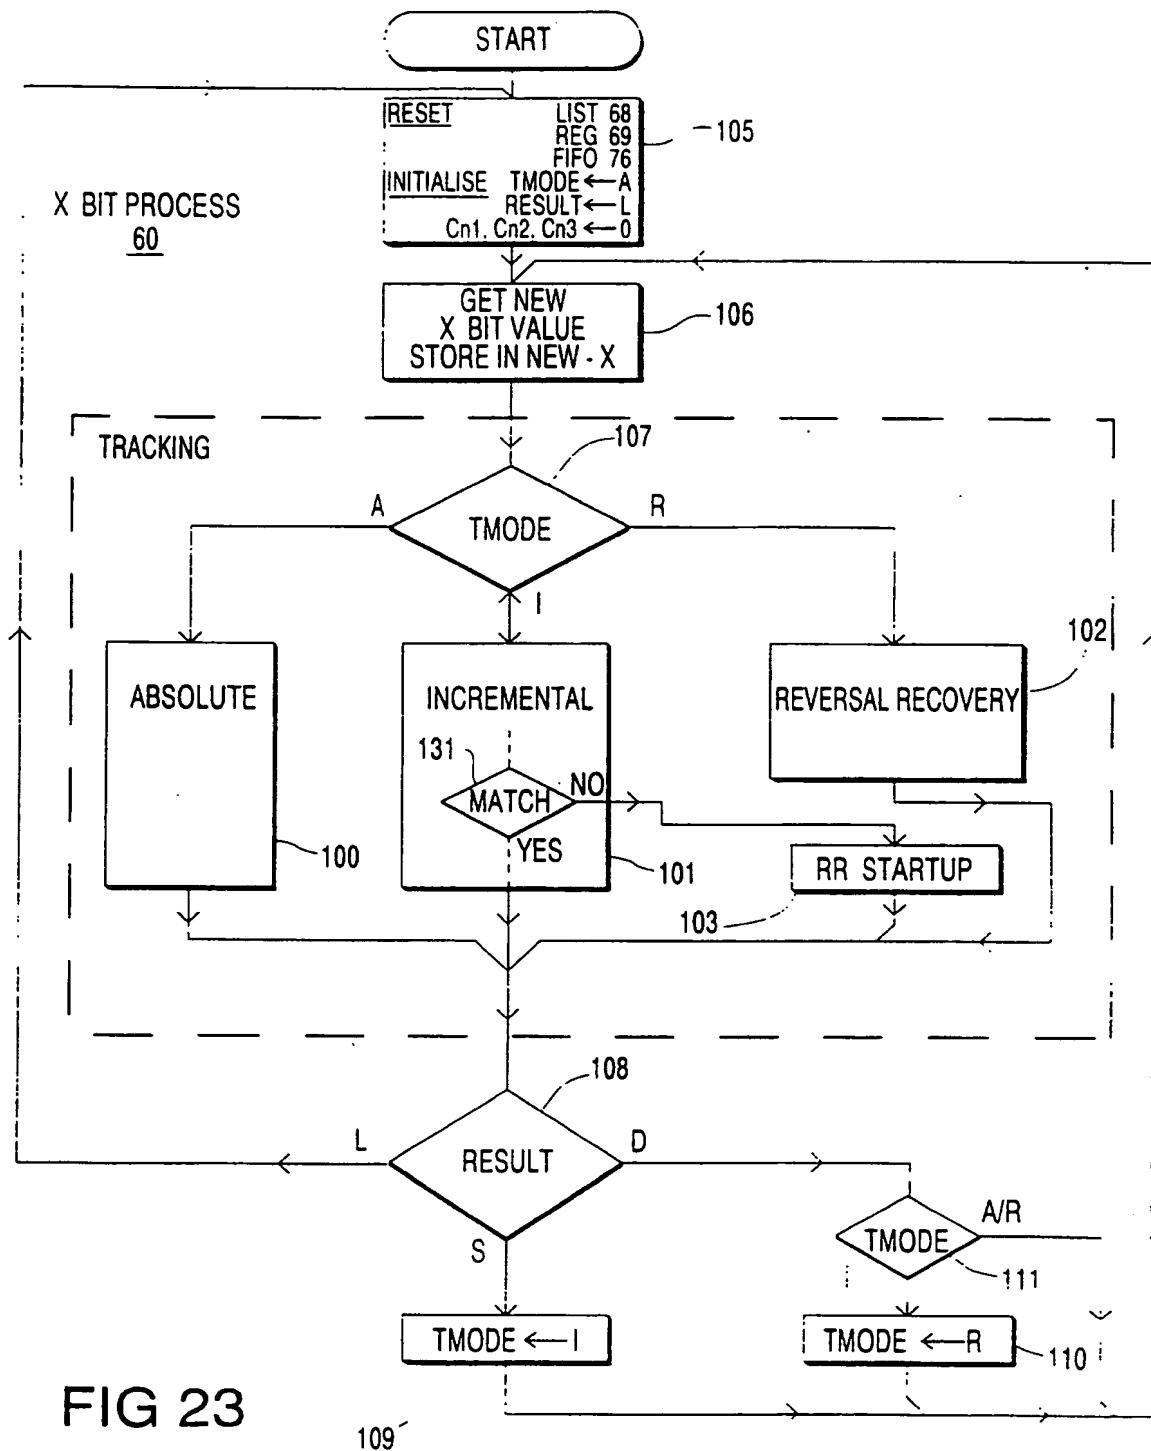 START
RESET LIST 68
REG 69
FIFO 76
INITIALISE TMODE ← A
RESULT ← L
Cn1, Cn2, Cn3 ← 0
105
X BIT PROCESS
60
GET NEW
X BIT VALUE
STORE IN NEW - X
106
TRACKING
107
A
TMODE
R
I
102
ABSOLUTE
INCREMENTAL
REVERSAL RECOVERY
131
MATCH
NO
YES
100
101
RR STARTUP
103
108
L
RESULT
D
S
TMODE
A/R
111
TMODE ← I
TMODE ← R
110
FIG 23
109